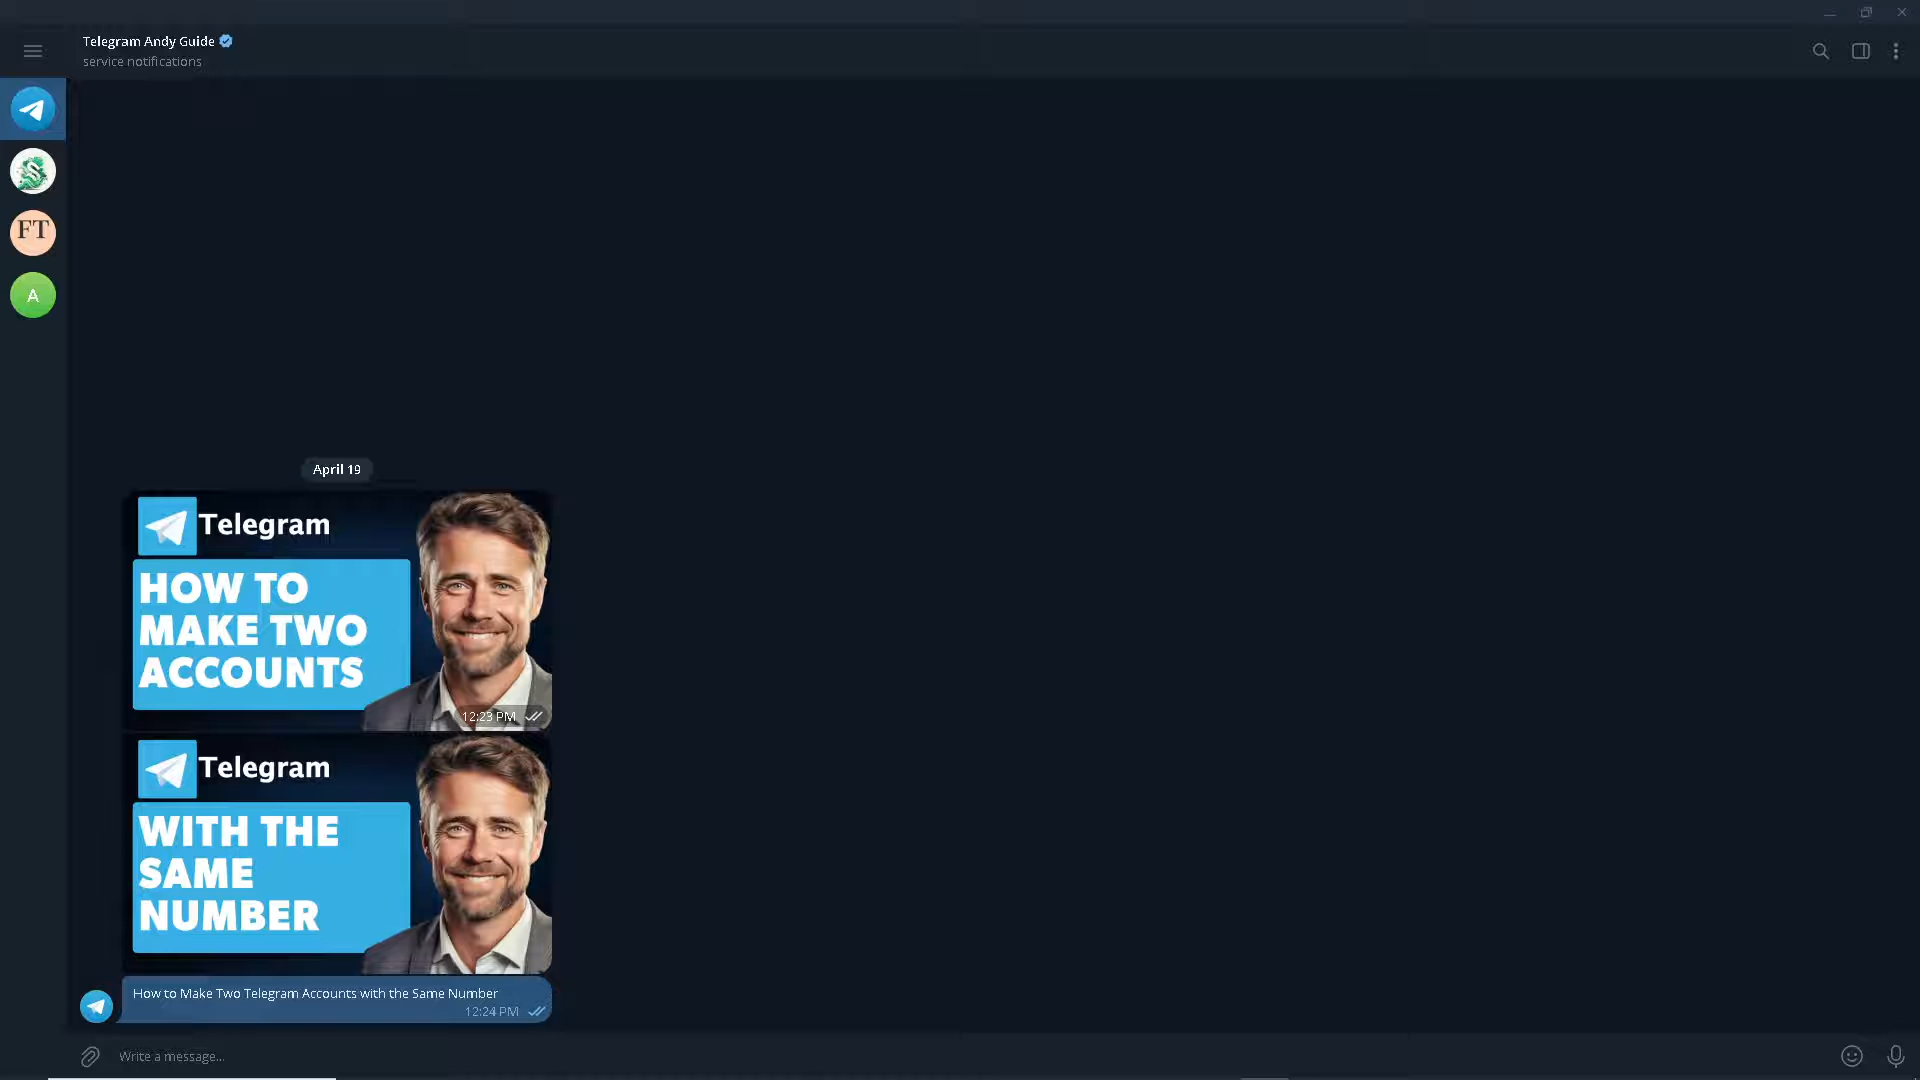 Telegram Andy Guide
service notifications
FT
A
April 19
Telegram
HOW TO
MAKE TWO
ACCOUNTS
12:23 PM
Telegram
WITH THE
SAME
NUMBER
How to Make Two Telegram Accounts with the Same Number
12:24 PM
Write a message...